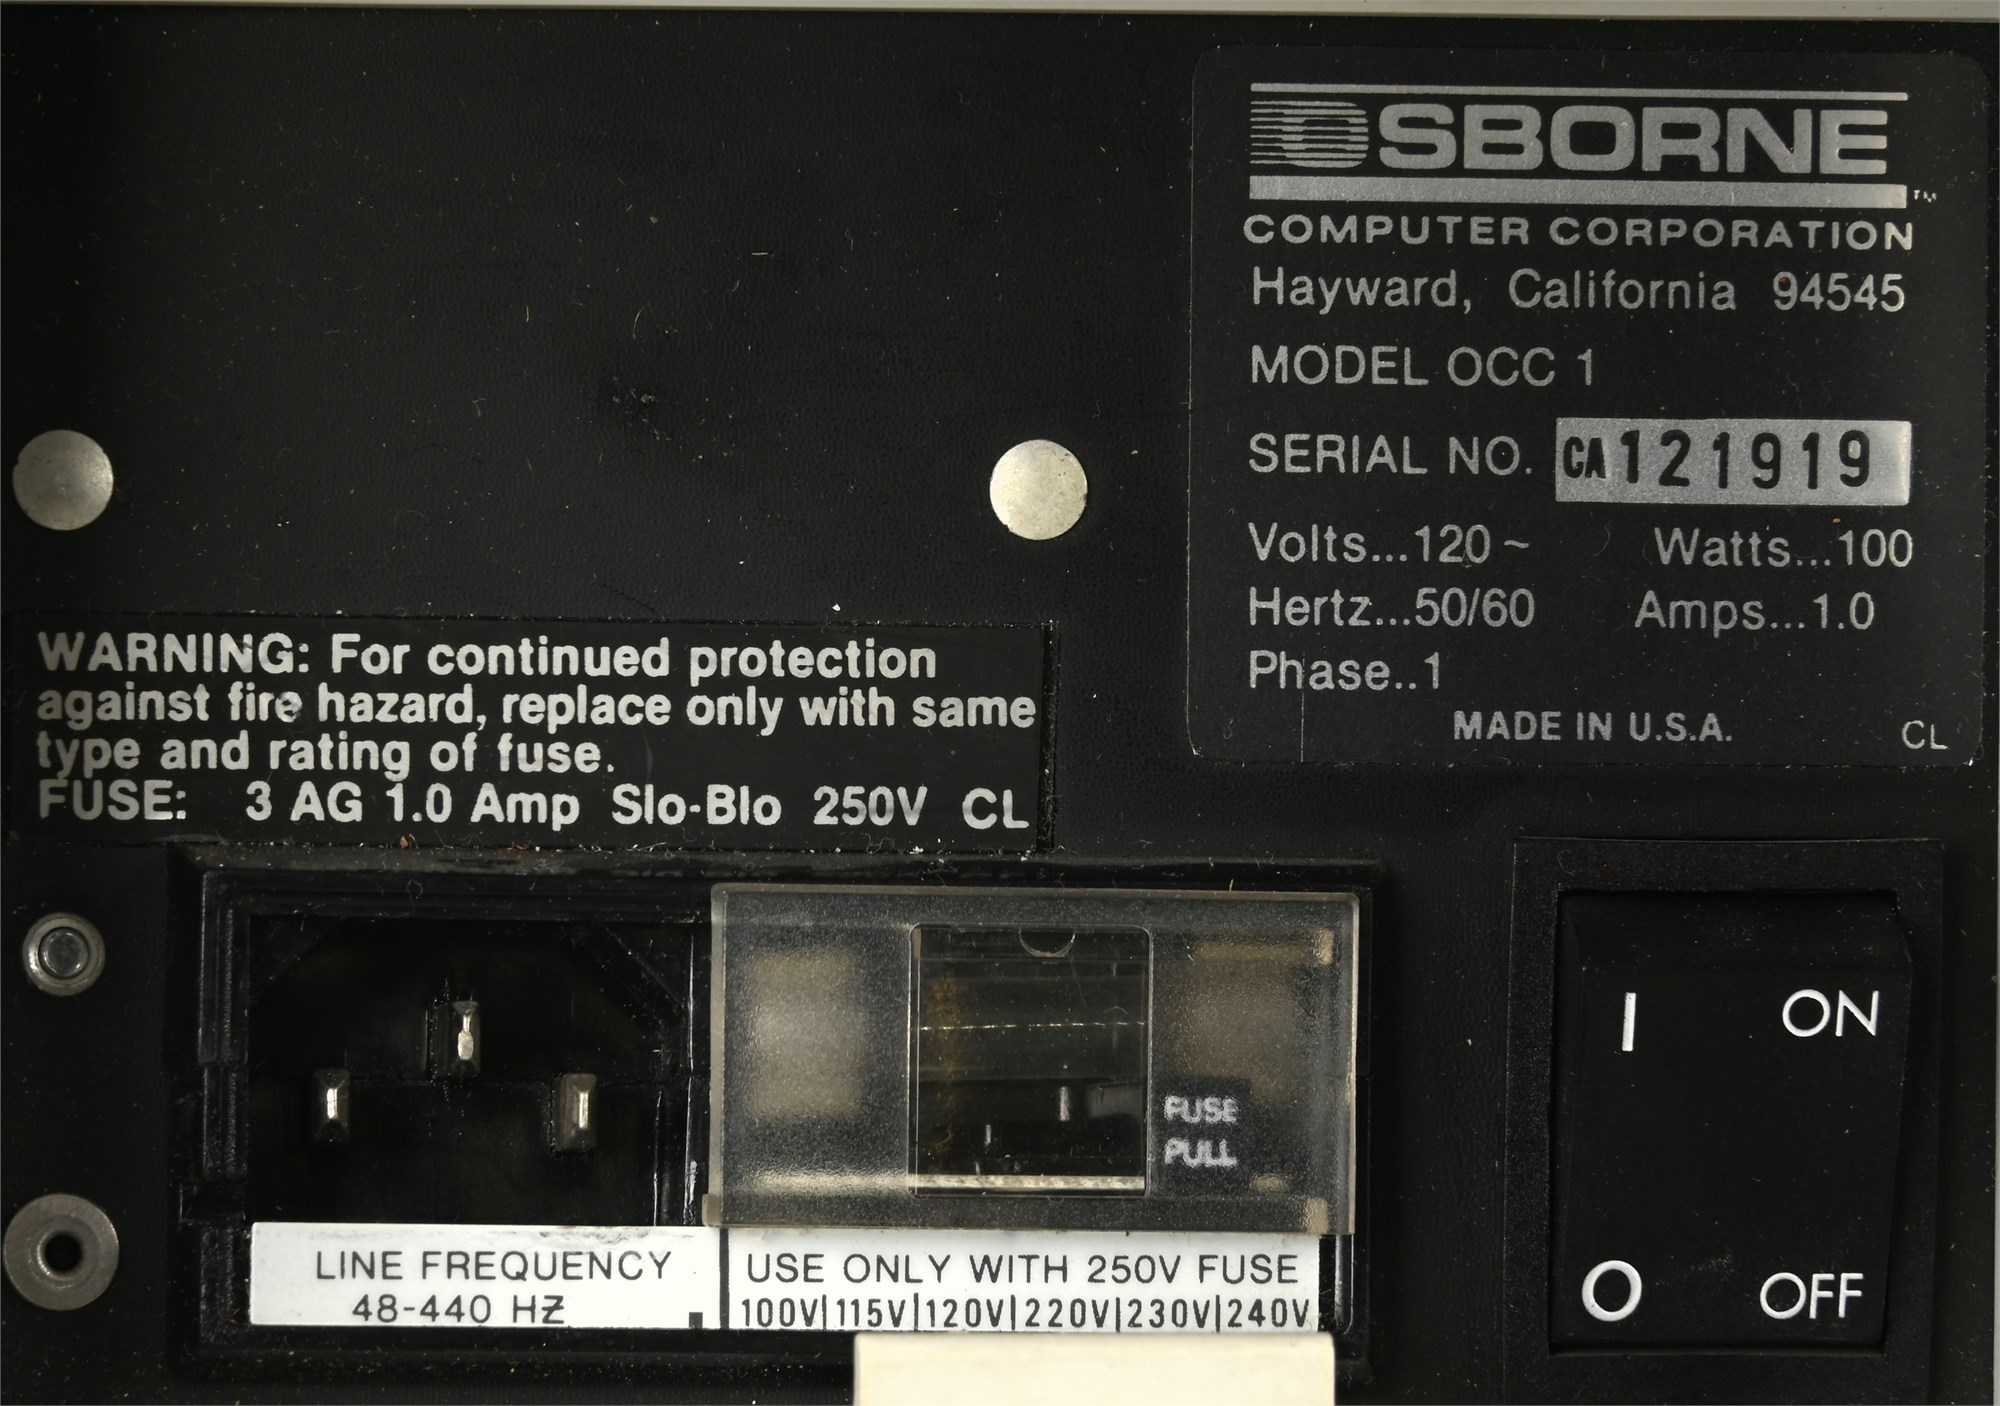 OSBORNE
TM
COMPUTER CORPORATION
Hayward, California 94545
MODEL OCC 1
SERIAL NO. CA121919
Volts...120 ~ Watts...100
Hertz...50/60 Amps...1.0
Phase..1
MADE IN U.S.A.
CL
WARNING: For continued protection
against fire hazard, replace only with same
type and rating of fuse.
FUSE: 3 AG 1.0 Amp Slo-Blo 250V CL
FUSE
PULL
LINE FREQUENCY
48-440 HZ
USE ONLY WITH 250V FUSE
100V|115V|120V|220V|230V|240V
I ON
O OFF